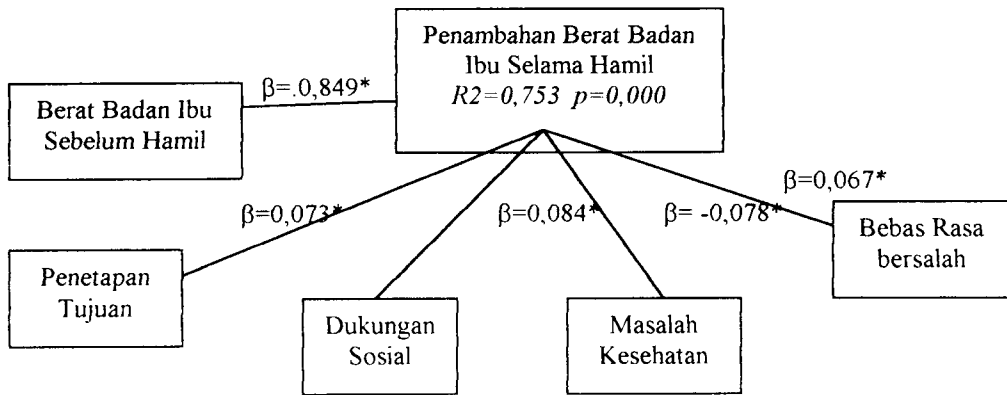 Penambahan Berat Badan
Ibu Selama Hamil
R2=0,753 p=0,000
β=.0,849*
Berat Badan Ibu
Sebelum Hamil
β=0,073*
β=0,084*
β= -0,078*
β=0,067*
Penetapan
Tujuan
Dukungan
Sosial
Masalah
Kesehatan
Bebas Rasa
bersalah